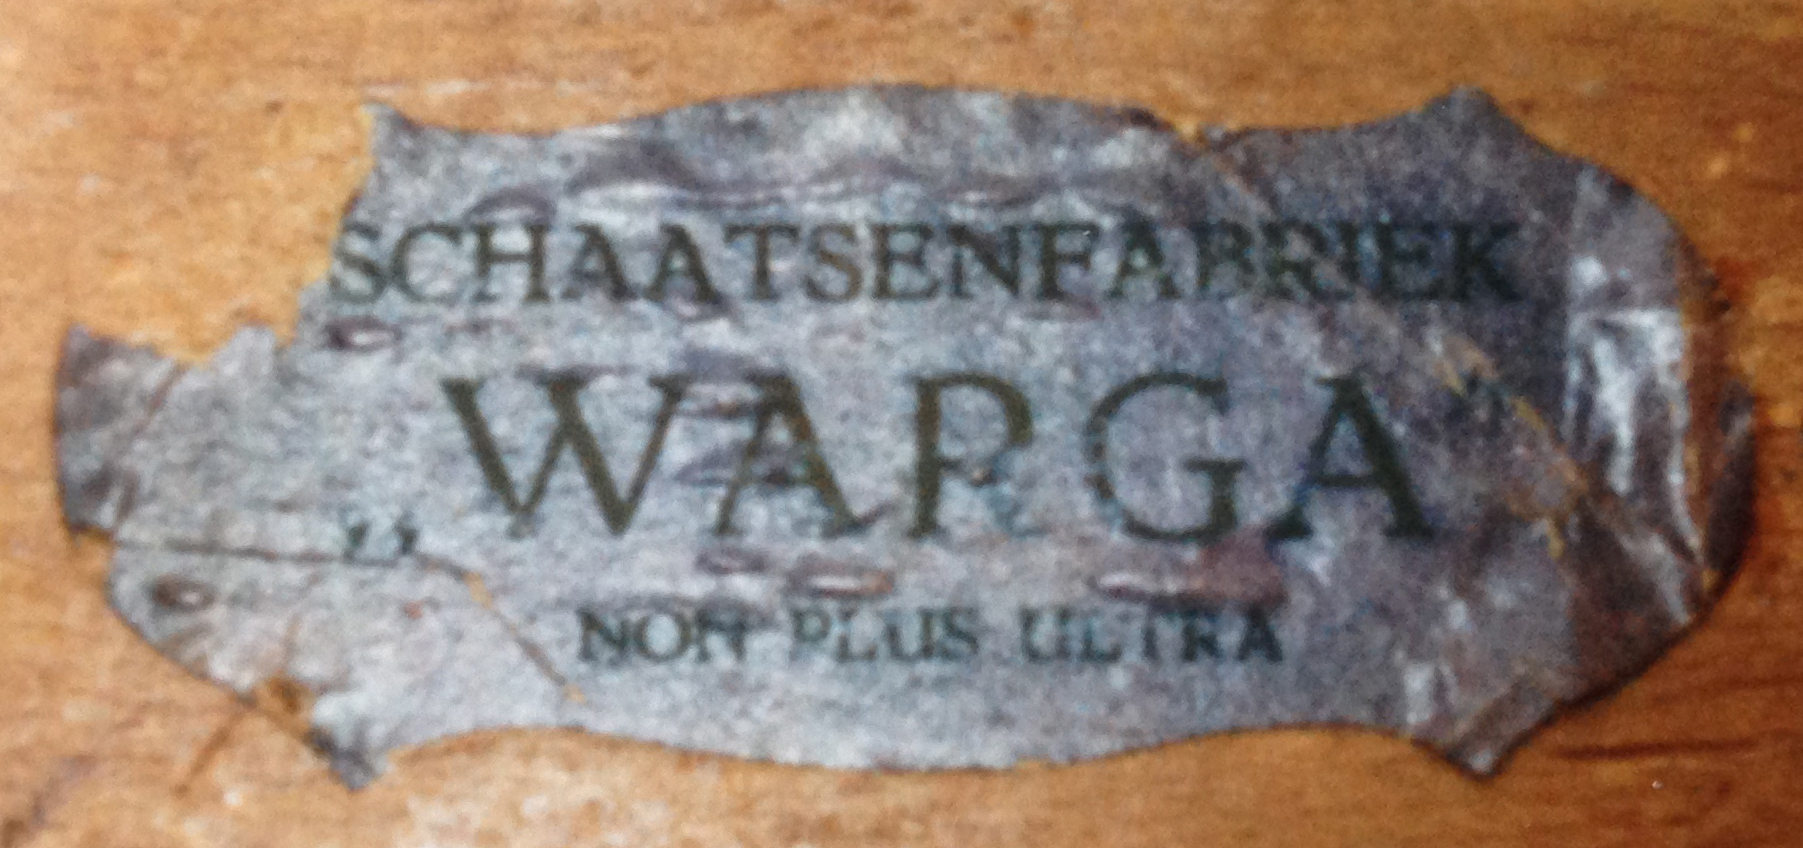 SCHAATSENFABRIEK
WARGA
NON PLUS ULTRA